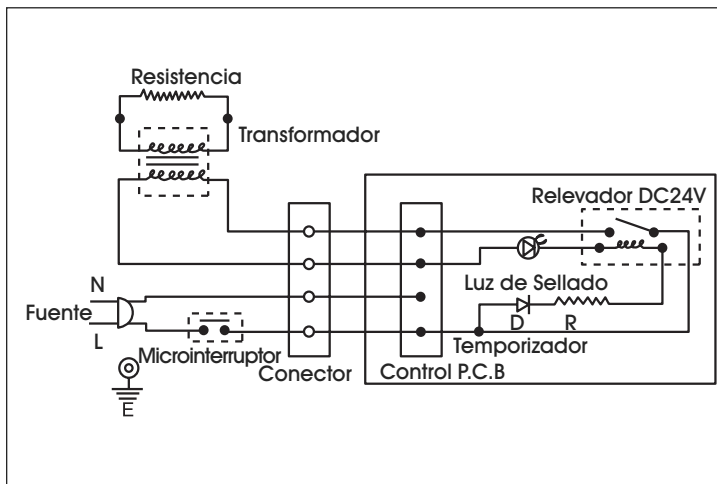 Resistencia
Transformador
Relevador DC24V
N
Luz de Sellado
Fuente
D
R
L
Temporizador
Microinterruptor
Conector
Control P.C.B
E